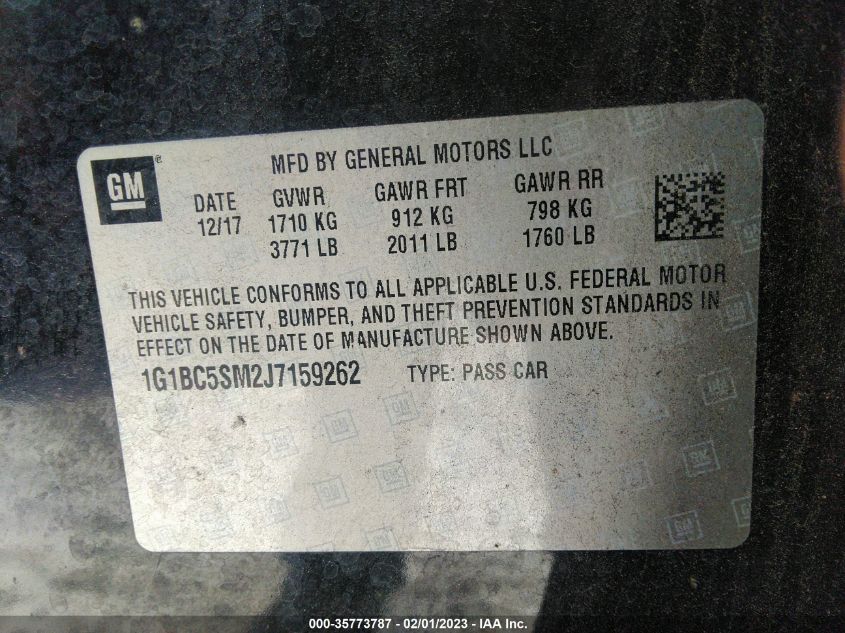 GM
®
MFD BY GENERAL MOTORS LLC
DATE GVWR GAWR FRT GAWR RR
12/17 1710 KG 912 KG 798 KG
3771 LB 2011 LB 1760 LB
THIS VEHICLE CONFORMS TO ALL APPLICABLE U.S. FEDERAL MOTOR
VEHICLE SAFETY, BUMPER, AND THEFT PREVENTION STANDARDS IN
EFFECT ON THE DATE OF MANUFACTURE SHOWN ABOVE.
1G1BC5SM2J7159262 TYPE: PASS CAR
000-35773787 - 02/01/2023 - IAA Inc.